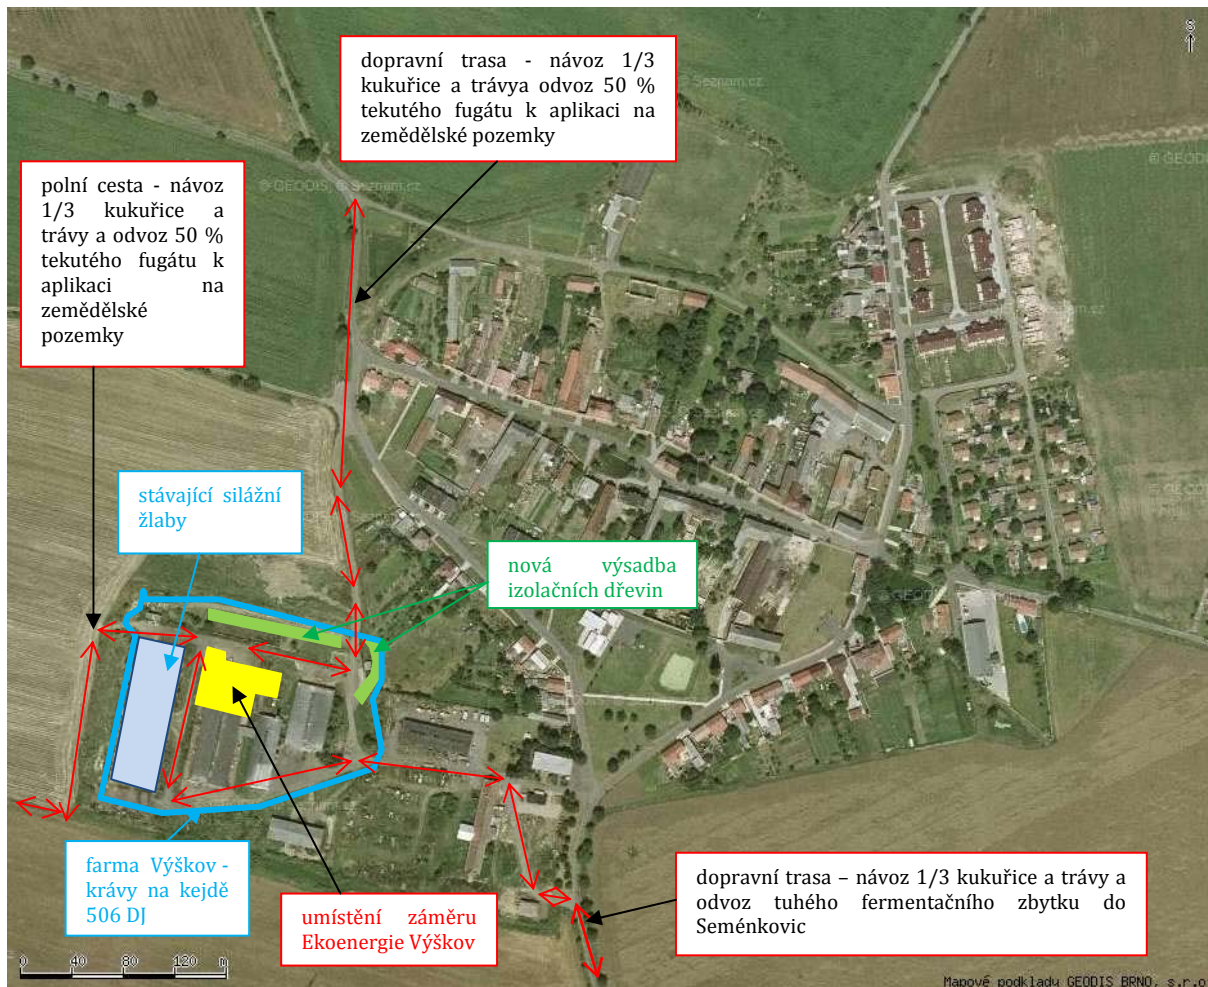 S
dopravní trasa - návoz 1/3
kukuřice a trávya odvoz 50 %
tekutého fugátu k aplikaci na
zemědělské pozemky
© Seznam.cz
© GEODIS
© GEODIS, © Seznam.cz
polní cesta - návoz
1/3 kukuřice a
trávy a odvoz 50 %
tekutého fugátu k
aplikaci na
zemědělské
pozemky
stávající silážní
žlaby
nová výsadba
izolačních dřevin
farma Výškov -
krávy na kejdě
506 DJ
umístění záměru
Ekoenergie Výškov
dopravní trasa – návoz 1/3 kukuřice a trávy a
odvoz tuhého fermentačního zbytku do
Seménkovic
0 40 80 120 m
Mapové podklady GEODIS BRNO, s.r.o